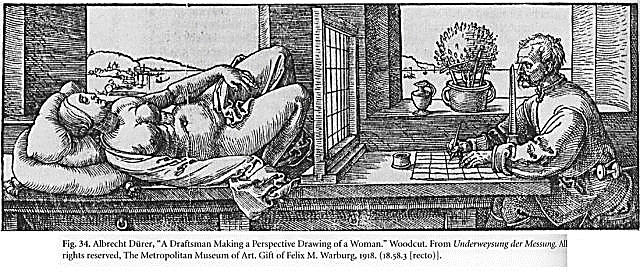 Fig. 34. Albrecht Dürer, “A Draftsman Making a Perspective Drawing of a Woman.” Woodcut. From Underweysung der Messung. All
rights reserved, The Metropolitan Museum of Art. Gift of Felix M. Warburg, 1918. (18.58.3 [recto)].